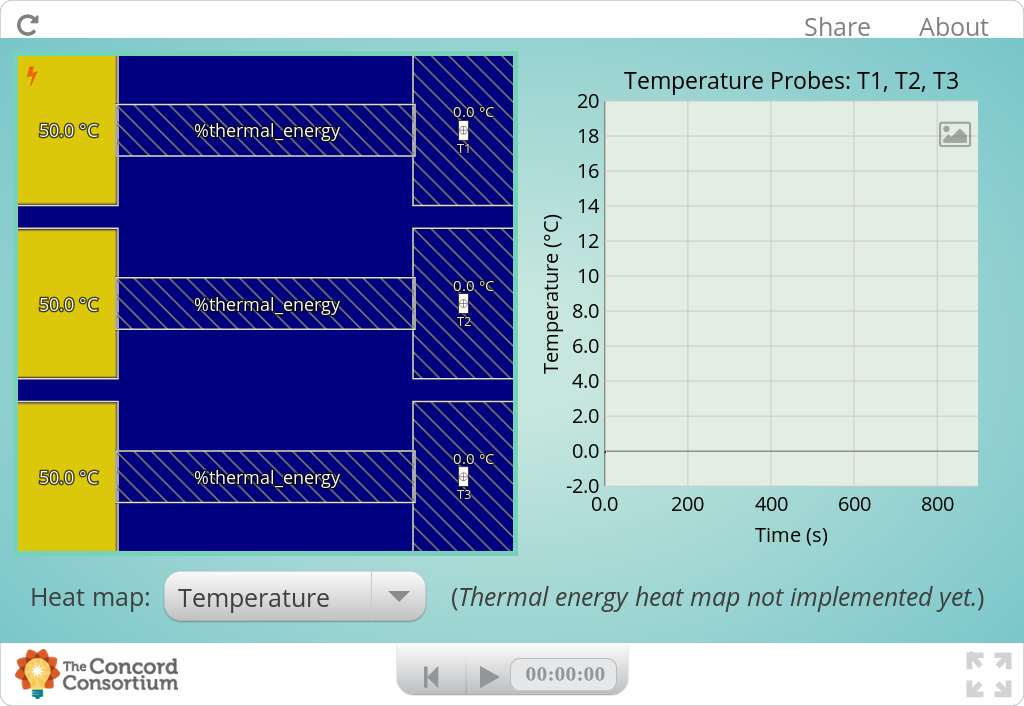 Share About
50.0 °C
%thermal_energy
0.0 °C
T1
50.0 °C
%thermal_energy
0.0 °C
T2
50.0 °C
%thermal_energy
0.0 °C
T3
Temperature Probes: T1, T2, T3
Temperature (°C)
20
18
16
14
12
10
8.0
6.0
4.0
2.0
0.0
-2.0
0.0 200 400 600 800
Time (s)
Heat map: Temperature (Thermal energy heat map not implemented yet.)
The Concord
Consortium
00:00:00